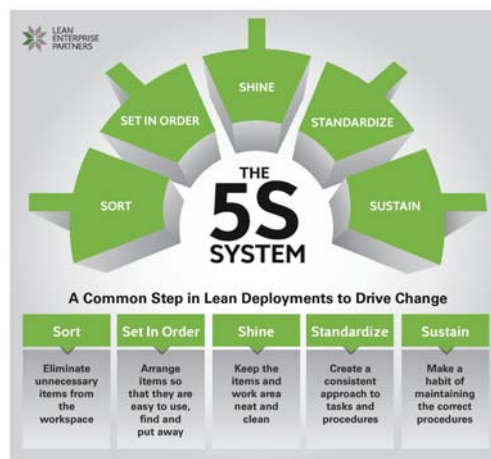 LEAN
ENTERPRISE
PARTNERS
SHINE
SET IN ORDER
STANDARDIZE
SORT
SUSTAIN
THE
5S
SYSTEM
A Common Step in Lean Deployments to Drive Change
Sort
Eliminate
unnecessary
items from
the
workspace
Set In Order
Arrange
items so
that they are
easy to use,
find and
put away
Shine
Keep the
items and
work area
neat and
clean
Standardize
Create a
consistent
approach to
tasks and
procedures
Sustain
Make a
habit of
maintaining
the correct
procedures